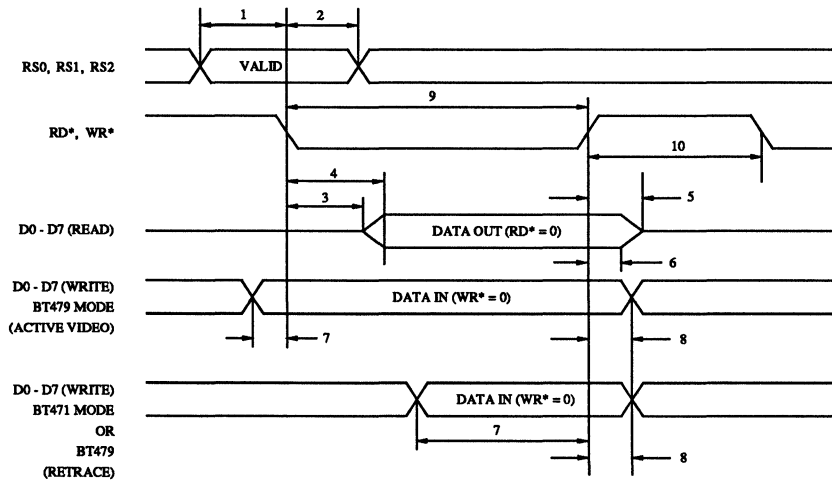 1 2
RS0, RS1, RS2 VALID
9
RD*, WR*
10
4
3
5
D0 - D7 (READ) DATA OUT (RD* = 0)
6
D0 - D7 (WRITE)
BT479 MODE
(ACTIVE VIDEO)
DATA IN (WR* = 0)
7 8
D0 - D7 (WRITE)
BT471 MODE
OR
BT479
(RETRACE)
DATA IN (WR* = 0)
7
8